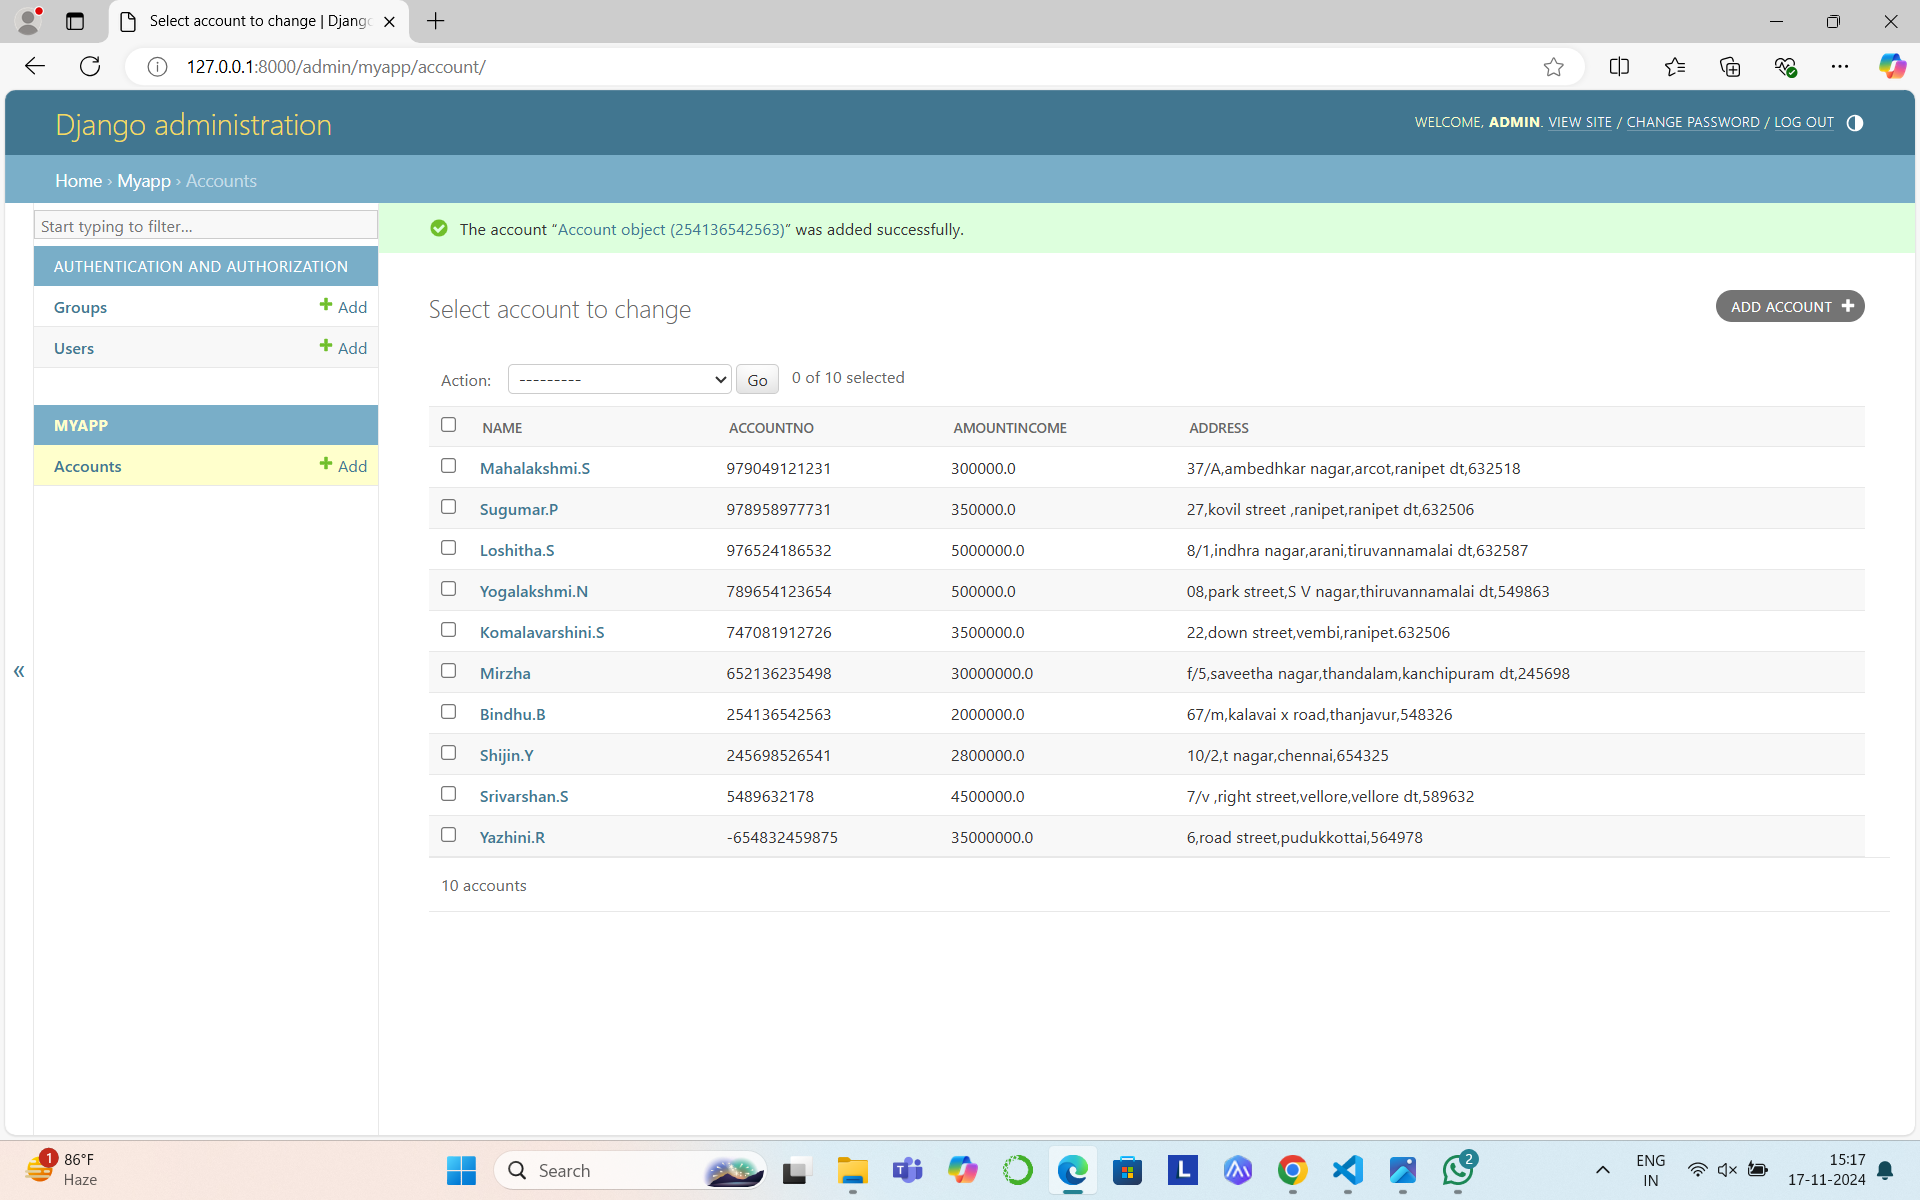 Select account to change | Djang
127.0.0.1:8000/admin/myapp/account/
Django administration
WELCOME, ADMIN. VIEW SITE / CHANGE PASSWORD / LOG OUT
Home › Myapp › Accounts
Start typing to filter...
AUTHENTICATION AND AUTHORIZATION
Groups + Add
Users + Add
MYAPP
Accounts + Add
«
The account “Account object (254136542563)” was added successfully.
Select account to change
ADD ACCOUNT +
Action: --------- Go 0 of 10 selected
NAME ACCOUNTNO AMOUNTINCOME ADDRESS
Mahalakshmi.S 979049121231 300000.0 37/A,ambedhkar nagar,arcot,ranipet dt,632518
Sugumar.P 978958977731 350000.0 27,kovil street ,ranipet,ranipet dt,632506
Loshitha.S 976524186532 5000000.0 8/1,indhra nagar,arani,tiruvannamalai dt,632587
Yogalakshmi.N 789654123654 500000.0 08,park street,S V nagar,thiruvannamalai dt,549863
Komalavarshini.S 747081912726 3500000.0 22,down street,vembi,ranipet.632506
Mirzha 652136235498 30000000.0 f/5,saveetha nagar,thandalam,kanchipuram dt,245698
Bindhu.B 254136542563 2000000.0 67/m,kalavai x road,thanjavur,548326
Shijin.Y 245698526541 2800000.0 10/2,t nagar,chennai,654325
Srivarshan.S 5489632178 4500000.0 7/v ,right street,vellore,vellore dt,589632
Yazhini.R -654832459875 35000000.0 6,road street,pudukkottai,564978
10 accounts
1
86°F
Haze
Search
L
2
ENG
IN
15:17
17-11-2024